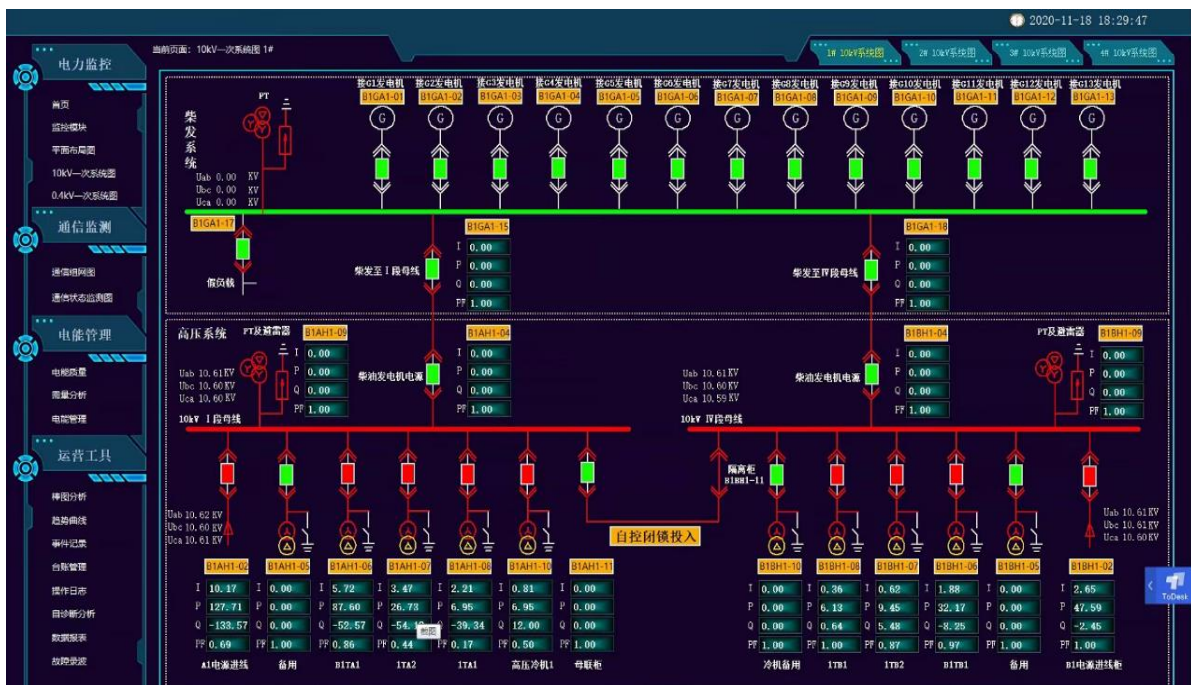 2020-11-18 18:29:47
当前页面: 10kV一次系统图 1#
1# 10kV系统图
2# 10kV系统图
3# 10kV系统图
4# 10kV系统图
电力监控
首页
监控模块
平面布局图
10kV一次系统图
0.4kV一次系统图
通信监测
通信组网图
通信状态监测图
电能管理
电能质量
用量分析
电能管理
运营工具
棒图分析
趋势曲线
事件记录
台账管理
操作日志
自诊断分析
数据报表
故障录波
柴发系统
PT
接G1发电机 接G2发电机 接G3发电机 接G4发电机 接G5发电机 接G6发电机 接G7发电机 接G8发电机 接G9发电机 接G10发电机 接G11发电机 接G12发电机 接G13发电机
B1GA1-01 B1GA1-02 B1GA1-03 B1GA1-04 B1GA1-05 B1GA1-06 B1GA1-07 B1GA1-08 B1GA1-09 B1GA1-10 B1GA1-11 B1GA1-12 B1GA1-13
G G G G G G G G G G G G G
Uab 0.00 KV
Ubc 0.00 KV
Uca 0.00 KV
B1GA1-17
假负载
B1GA1-15
I 0.00
P 0.00
Q 0.00
PF 1.00
柴发至I段母线
B1GA1-18
I 0.00
P 0.00
Q 0.00
PF 1.00
柴发至IV段母线
高压系统
PT及避雷器
B1AH1-09
I 0.00
P 0.00
Q 0.00
PF 1.00
Uab 10.61KV
Ubc 10.60KV
Uca 10.60KV
10kV I段母线
柴油发电机电源
B1AH1-04
I 0.00
P 0.00
Q 0.00
PF 1.00
Uab 10.61KV
Ubc 10.60KV
Uca 10.59KV
10kV IV段母线
柴油发电机电源
B1BH1-04
I 0.00
P 0.00
Q 0.00
PF 1.00
PT及避雷器
B1BH1-09
I 0.00
P 0.00
Q 0.00
PF 1.00
隔离柜
B1BH1-11
自控闭锁投入
Uab 10.62 KV
Ubc 10.60 KV
Uca 10.61 KV
Uab 10.61KV
Ubc 10.61KV
Uca 10.60KV
B1AH1-02 B1AH1-05 B1AH1-06 B1AH1-07 B1AH1-08 B1AH1-10 B1AH1-11
I 10.17 I 0.00 I 5.72 I 3.47 I 2.21 I 0.81 I 0.00
P 127.71 P 0.00 P 87.60 P 26.73 P 6.95 P 6.95 P 0.00
Q -133.57 Q 0.00 Q -52.57 Q Q -39.34 Q 12.00 Q 0.00
截图
PF 0.69 PF 1.00 PF 0.86 PF 0.44 PF 0.17 PF 0.50 PF 1.00
A1电源进线 备用 B1TA1 1TA2 1TA1 高压冷机1 母联柜
B1BH1-10 B1BH1-08 B1BH1-07 B1BH1-06 B1BH1-05 B1BH1-02
I 0.00 I 0.36 I 0.62 I 1.88 I 0.00 I 2.65
P 0.00 P 6.13 P 9.45 P 32.17 P 0.00 P 47.59
Q 0.00 Q 0.64 Q 5.48 Q -8.25 Q 0.00 Q -2.45
PF 1.00 PF 1.00 PF 0.87 PF 0.97 PF 1.00 PF 1.00
冷机备用 1TB1 1TB2 B1TB1 备用 B1电源进线柜
ToDesk